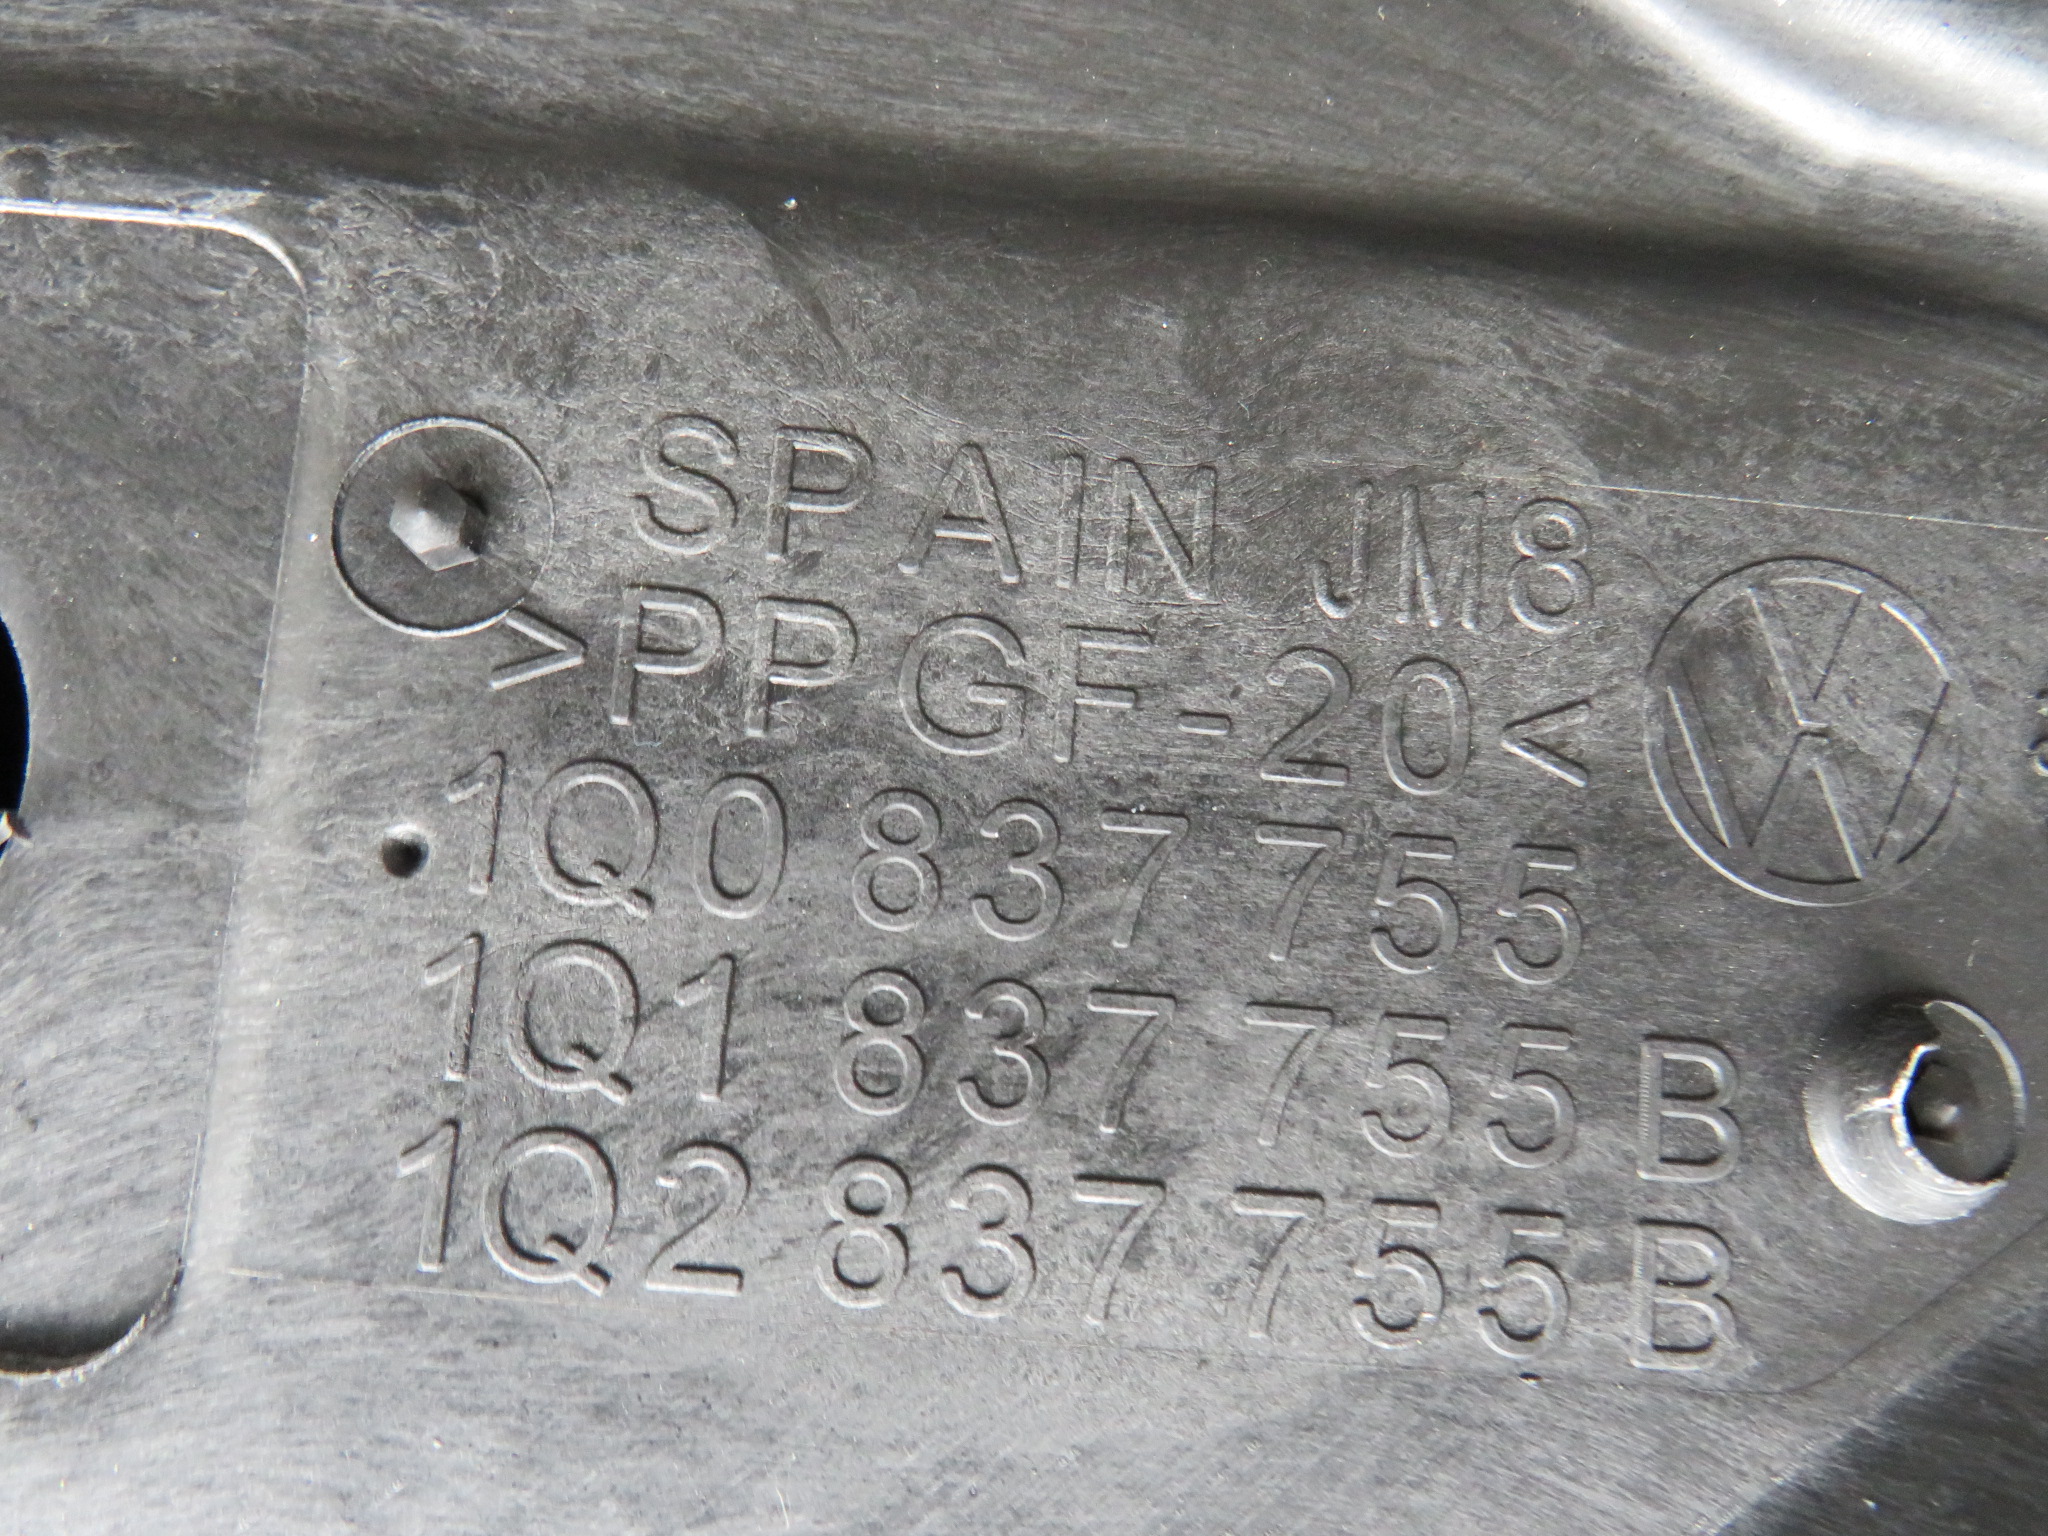 SPAIN JM8
>PP GF-20<
1Q0 837 755
1Q1 837 755 B
1Q2 837 755 B